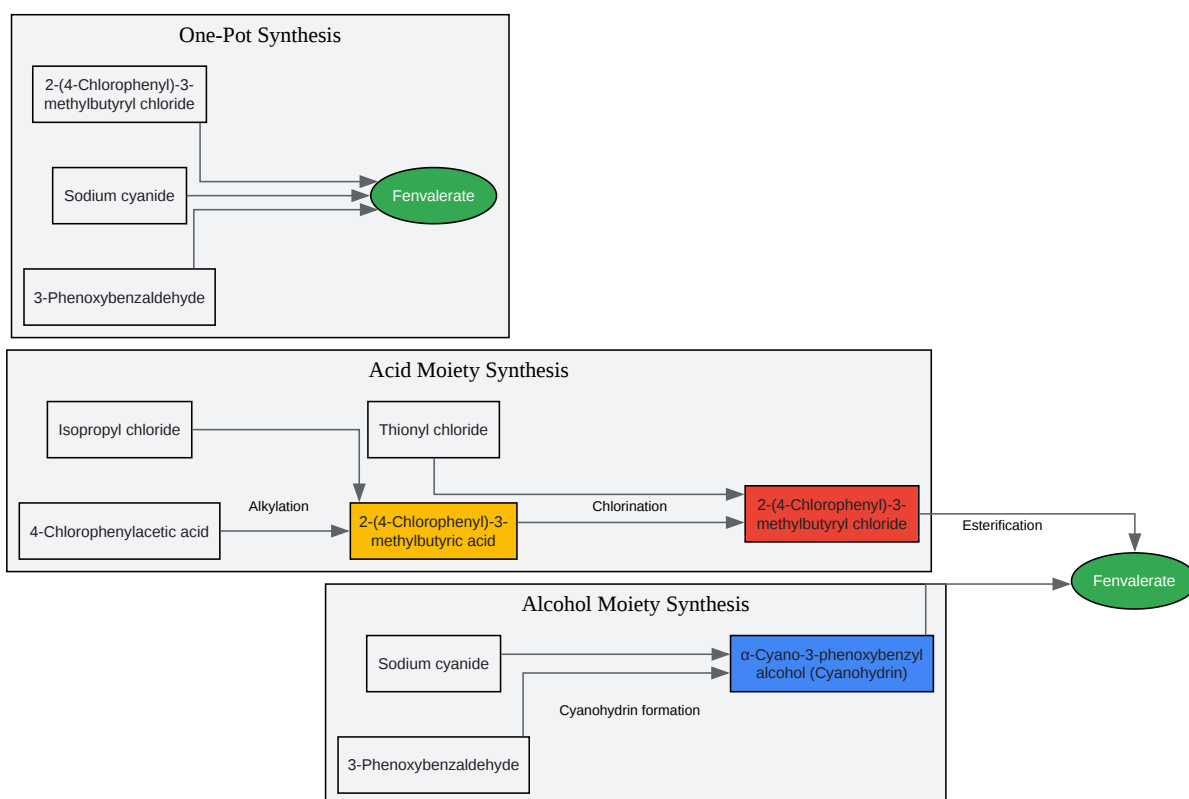 One-Pot Synthesis
2-(4-Chlorophenyl)-3-
methylbutyryl chloride
Sodium cyanide
Fenvalerate
3-Phenoxybenzaldehyde
Acid Moiety Synthesis
Isopropyl chloride
Thionyl chloride
4-Chlorophenylacetic acid
Alkylation
2-(4-Chlorophenyl)-3-
methylbutyric acid
Chlorination
2-(4-Chlorophenyl)-3-
methylbutyryl chloride
Esterification
Fenvalerate
Alcohol Moiety Synthesis
Sodium cyanide
α-Cyano-3-phenoxybenzyl
alcohol (Cyanohydrin)
Cyanohydrin formation
3-Phenoxybenzaldehyde